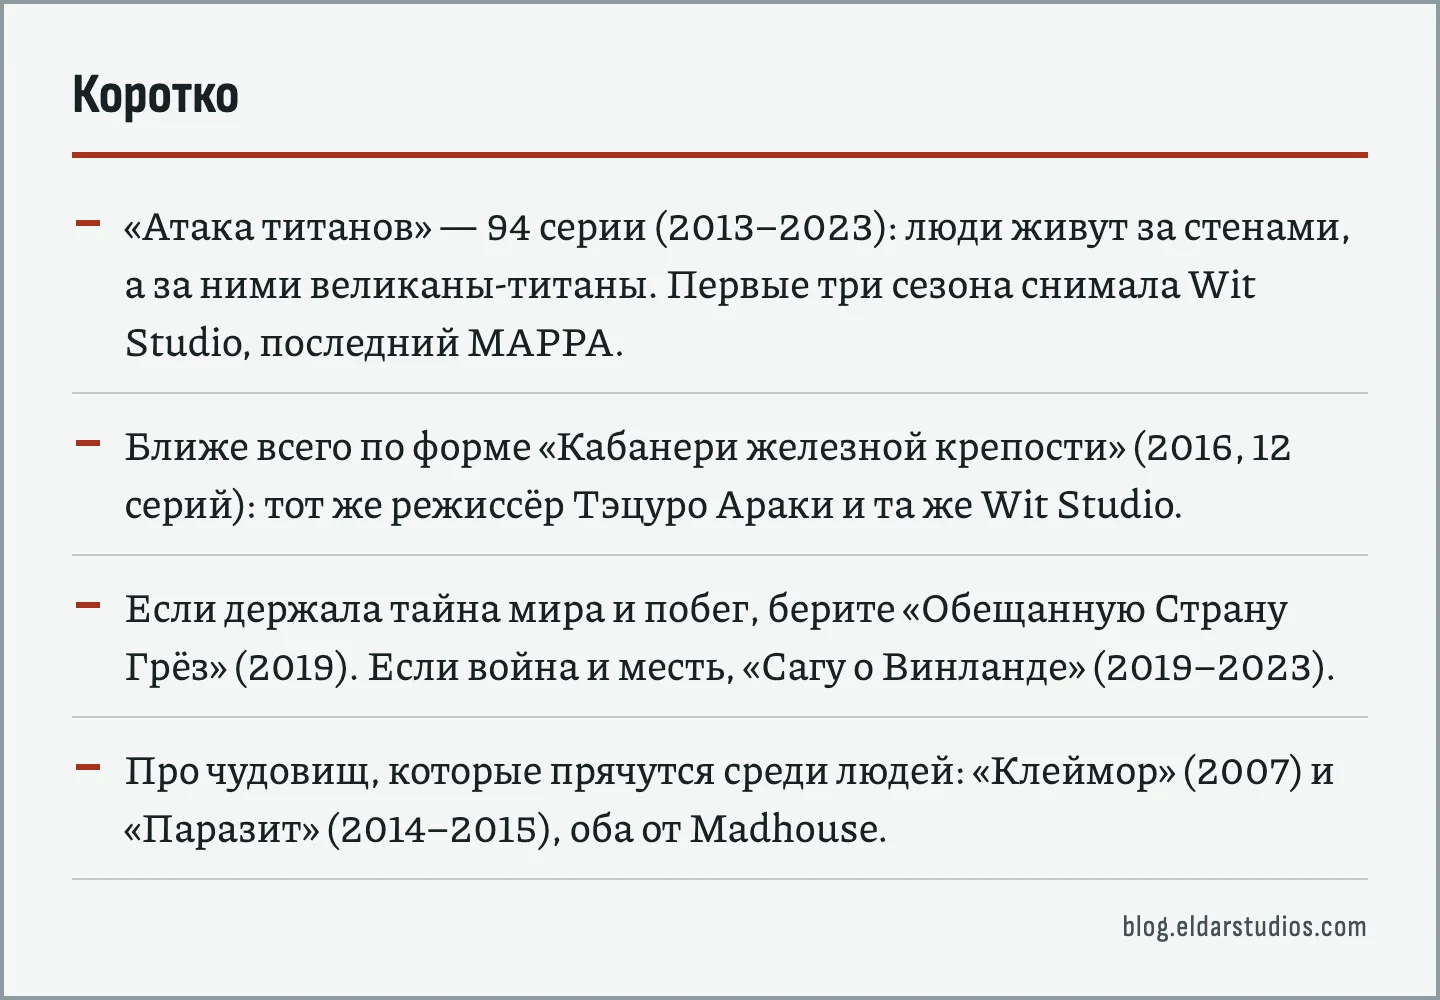 Коротко
«Атака титанов» — 94 серии (2013–2023): люди живут за стенами,
а за ними великаны-титаны. Первые три сезона снимала Wit
Studio, последний MAPPA.
Ближе всего по форме «Кабанери железной крепости» (2016, 12
серий): тот же режиссёр Тэцуро Араки и та же Wit Studio.
Если держала тайна мира и побег, берите «Обещанную Страну
Грёз» (2019). Если война и месть, «Сагу о Винланде» (2019–2023).
Про чудовищ, которые прячутся среди людей: «Клеймор» (2007) и
«Паразит» (2014–2015), оба от Madhouse.
blog.eldarstudios.com